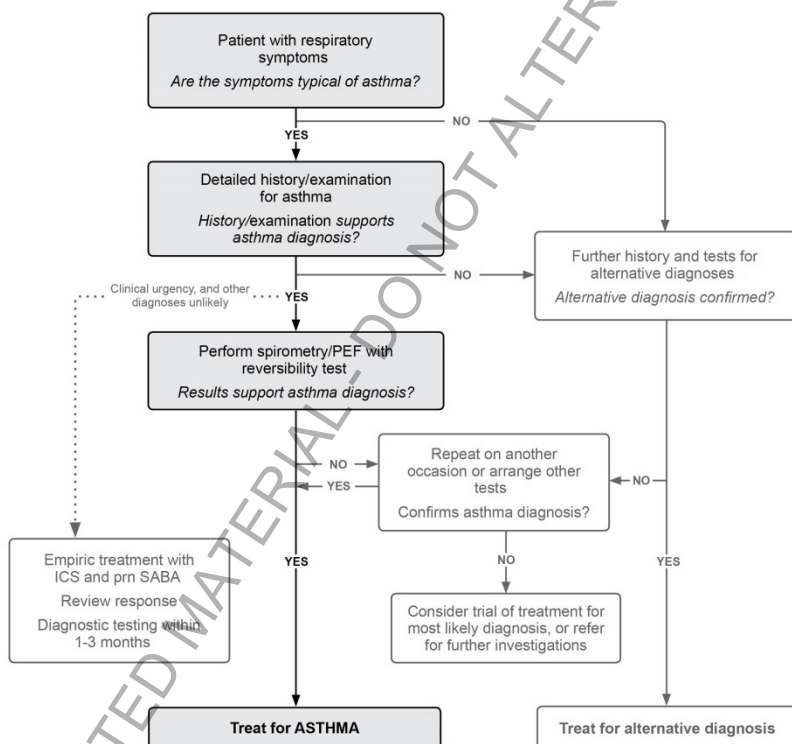 Patient with respiratory
symptoms
Are the symptoms typical of asthma?
NO
YES
Detailed history/examination
for asthma
History/examination supports
asthma diagnosis?
Further history and tests for
alternative diagnoses
Alternative diagnosis confirmed?
NO
Clinical urgency, and other
diagnoses unlikely
YES
Perform spirometry/PEF with
reversibility test
Results support asthma diagnosis?
Repeat on another
occasion or arrange other
tests
Confirms asthma diagnosis?
NO
YES
NO
Empiric treatment with
ICS and prn SABA
Review response
Diagnostic testing within
1-3 months
YES
NO
YES
Consider trial of treatment for
most likely diagnosis, or refer
for further investigations
Treat for ASTHMA
Treat for alternative diagnosis
MATERIAL - DO NOT